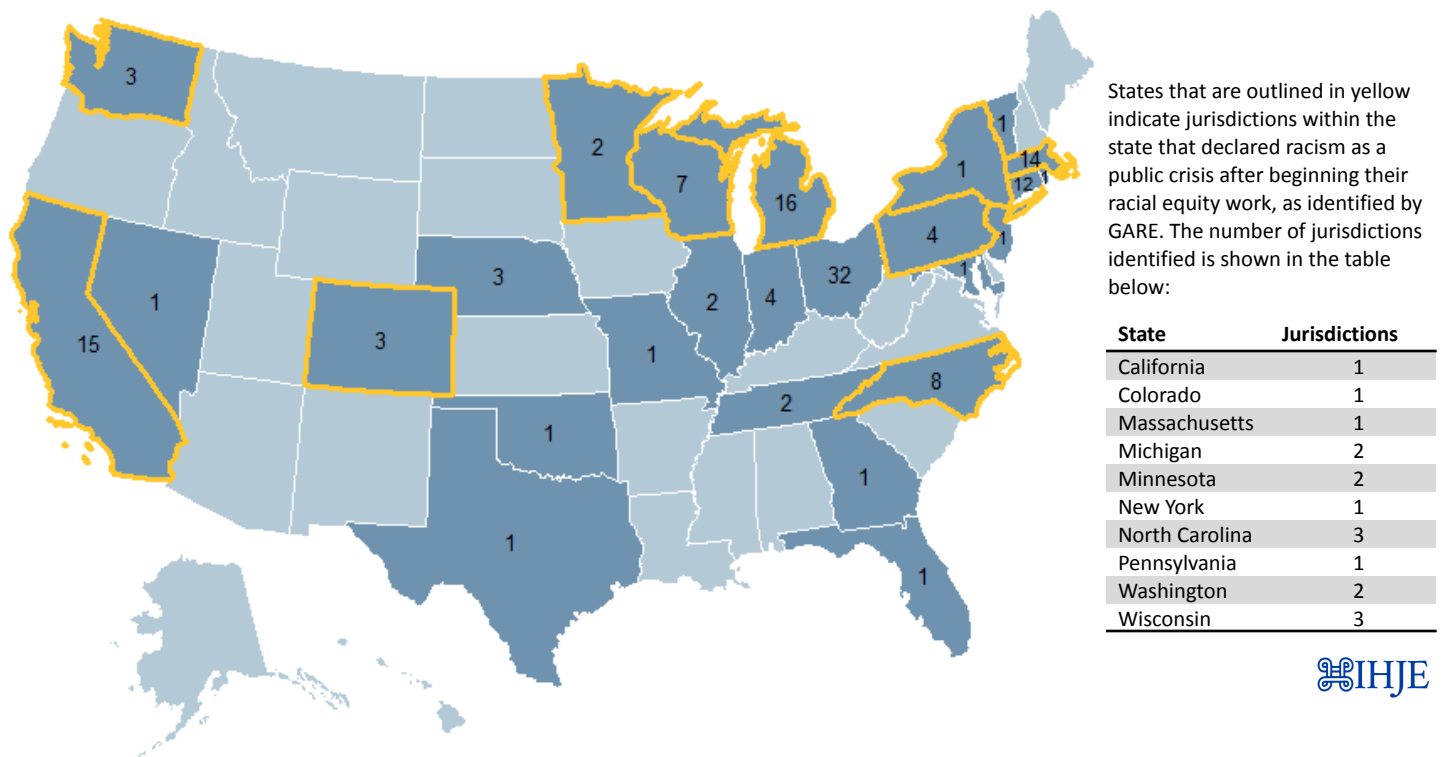 3
2
7
16
1
1
14
12
1
4
1
1
15
1
3
3
2
4
32
1
2
8
1
1
1
1
States that are outlined in yellow
indicate jurisdictions within the
state that declared racism as a
public crisis after beginning their
racial equity work, as identified by
GARE. The number of jurisdictions
identified is shown in the table
below:
State Jurisdictions
California 1
Colorado 1
Massachusetts 1
Michigan 2
Minnesota 2
New York 1
North Carolina 3
Pennsylvania 1
Washington 2
Wisconsin 3
IHJE